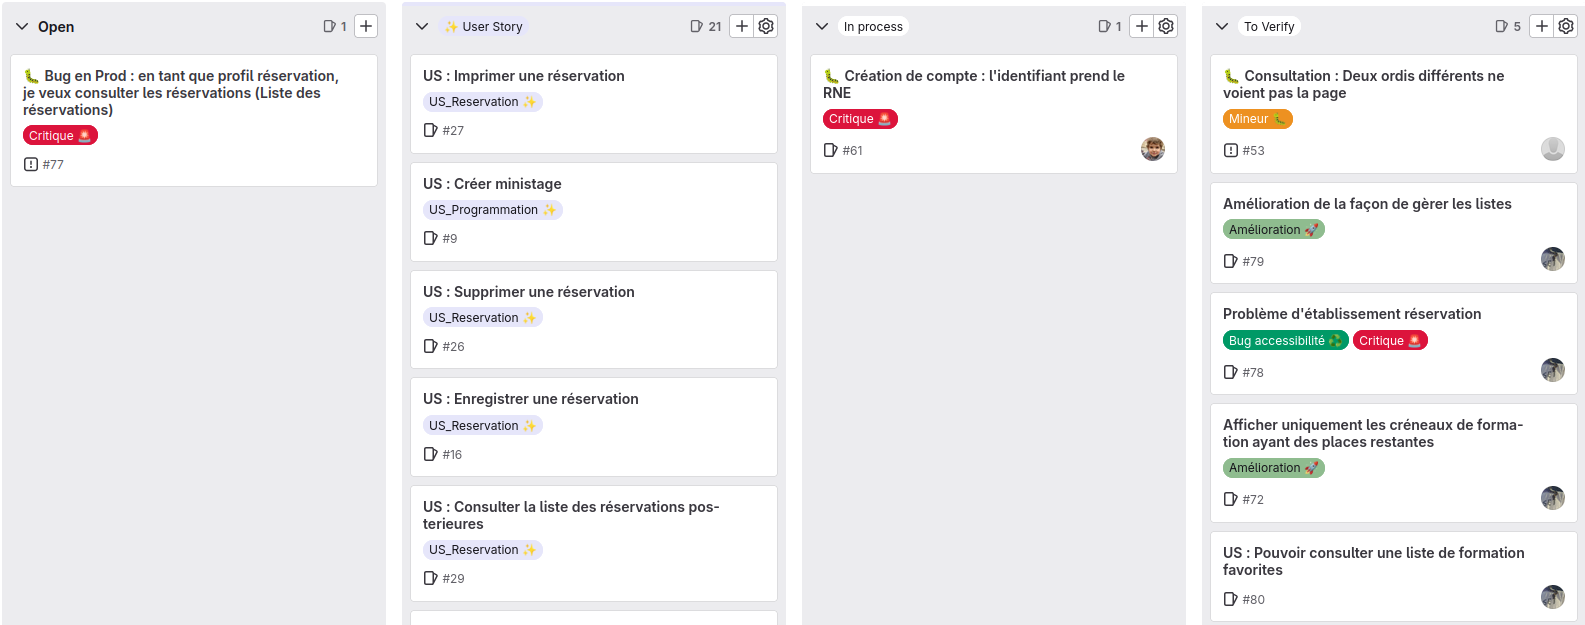 Open
1
🐛 Bug en Prod : en tant que profil réservation,
je veux consulter les réservations (Liste des
réservations)
Critique 🚨
#77
✨ User Story
21
US : Imprimer une réservation
US_Reservation ✨
#27
US : Créer ministage
US_Programmation ✨
#9
US : Supprimer une réservation
US_Reservation ✨
#26
US : Enregistrer une réservation
US_Reservation ✨
#16
US : Consulter la liste des réservations pos-
terieures
US_Reservation ✨
#29
In process
1
🐛 Création de compte : l'identifiant prend le
RNE
Critique 🚨
#61
To Verify
5
🐛 Consultation : Deux ordis différents ne
voient pas la page
Mineur 🐛
#53
Amélioration de la façon de gèrer les listes
Amélioration 🚀
#79
Problème d'établissement réservation
Bug accessibilité ♻️ Critique 🚨
#78
Afficher uniquement les créneaux de forma-
tion ayant des places restantes
Amélioration 🚀
#72
US : Pouvoir consulter une liste de formation
favorites
#80